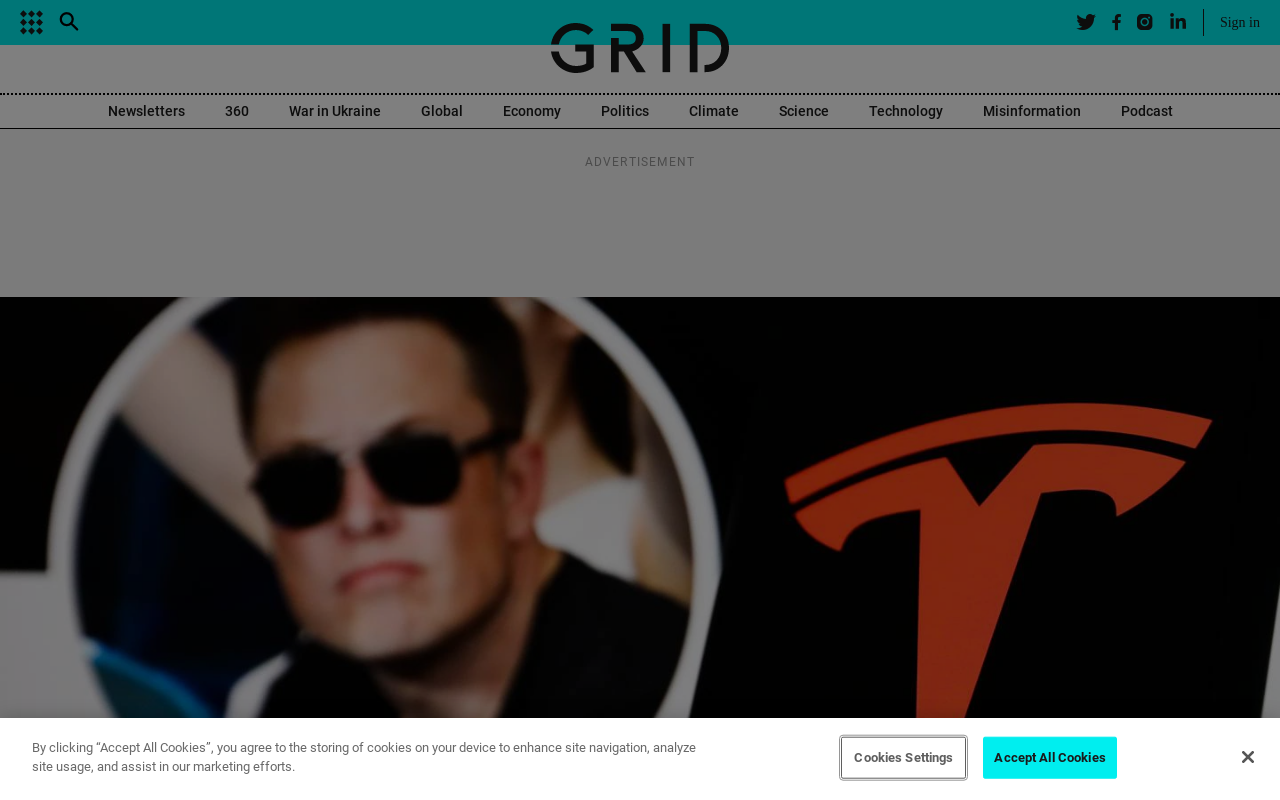 GRID
Sign in
Newsletters 360 War in Ukraine Global Economy Politics Climate Science Technology Misinformation Podcast
ADVERTISEMENT
By clicking “Accept All Cookies”, you agree to the storing of cookies on your device to enhance site navigation, analyze
site usage, and assist in our marketing efforts.
Cookies Settings
Accept All Cookies